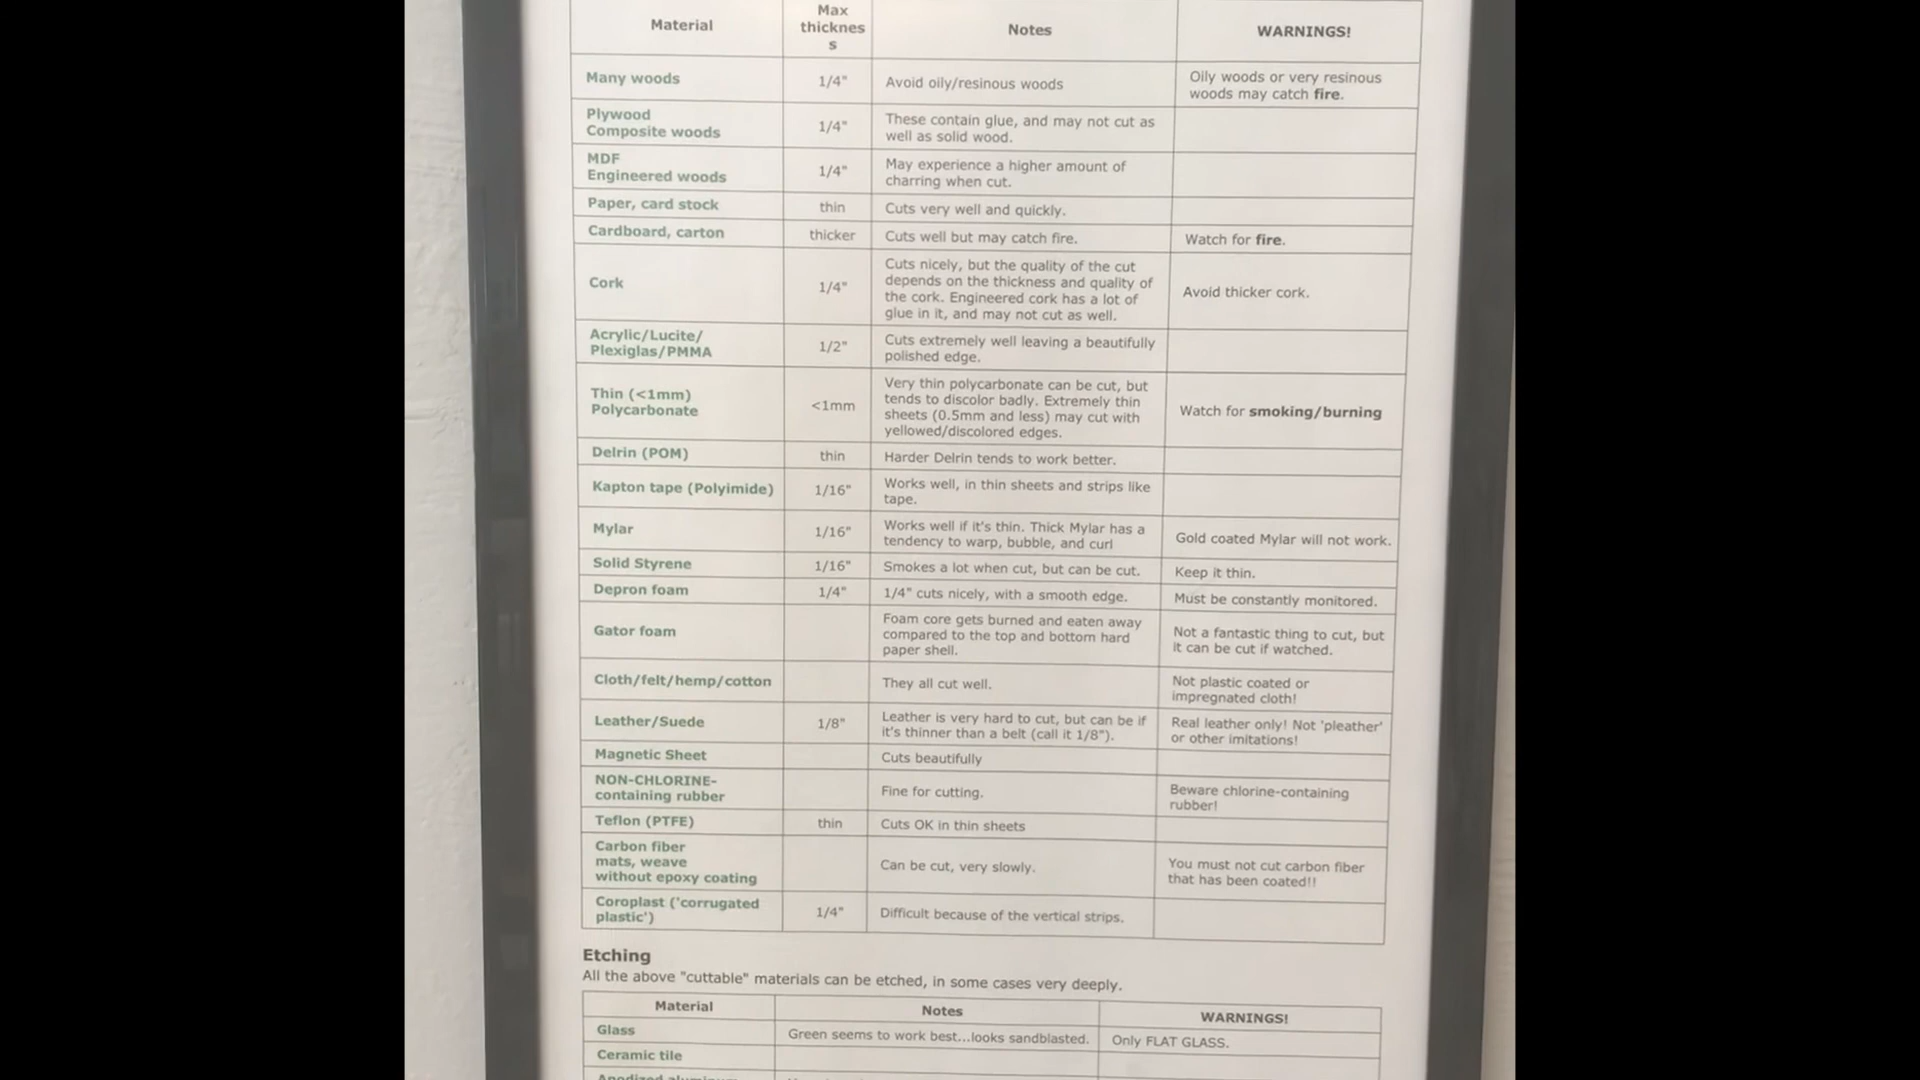 Material
Max
thicknes
s
Notes
WARNINGS!
Many woods
1/4"
Avoid oily/resinous woods
Oily woods or very resinous
woods may catch fire.
Plywood
Composite woods
1/4"
These contain glue, and may not cut as
well as solid wood.
MDF
Engineered woods
1/4"
May experience a higher amount of
charring when cut.
Paper, card stock
thin
Cuts very well and quickly.
Cardboard, carton
thicker
Cuts well but may catch fire.
Watch for fire.
Cork
1/4"
Cuts nicely, but the quality of the cut
depends on the thickness and quality of
the cork. Engineered cork has a lot of
glue in it, and may not cut as well.
Avoid thicker cork.
Acrylic/Lucite/
Plexiglas/PMMA
1/2"
Cuts extremely well leaving a beautifully
polished edge.
Thin (<1mm)
Polycarbonate
<1mm
Very thin polycarbonate can be cut, but
tends to discolor badly. Extremely thin
sheets (0.5mm and less) may cut with
yellowed/discolored edges.
Watch for smoking/burning
Delrin (POM)
thin
Harder Delrin tends to work better.
Kapton tape (Polyimide)
1/16"
Works well, in thin sheets and strips like
tape.
Mylar
1/16"
Works well if it's thin. Thick Mylar has a
tendency to warp, bubble, and curl
Gold coated Mylar will not work.
Solid Styrene
1/16"
Smokes a lot when cut, but can be cut.
Keep it thin.
Depron foam
1/4"
1/4" cuts nicely, with a smooth edge.
Must be constantly monitored.
Gator foam
Foam core gets burned and eaten away
compared to the top and bottom hard
paper shell.
Not a fantastic thing to cut, but
it can be cut if watched.
Cloth/felt/hemp/cotton
They all cut well.
Not plastic coated or
impregnated cloth!
Leather/Suede
1/8"
Leather is very hard to cut, but can be if
it's thinner than a belt (call it 1/8").
Real leather only! Not 'pleather'
or other imitations!
Magnetic Sheet
Cuts beautifully
NON-CHLORINE-
containing rubber
Fine for cutting.
Beware chlorine-containing
rubber!
Teflon (PTFE)
thin
Cuts OK in thin sheets
Carbon fiber
mats, weave
without epoxy coating
Can be cut, very slowly.
You must not cut carbon fiber
that has been coated!!
Coroplast ('corrugated
plastic')
1/4"
Difficult because of the vertical strips.
Etching
All the above "cuttable" materials can be etched, in some cases very deeply.
Material
Notes
WARNINGS!
Glass
Green seems to work best...looks sandblasted.
Only FLAT GLASS.
Ceramic tile